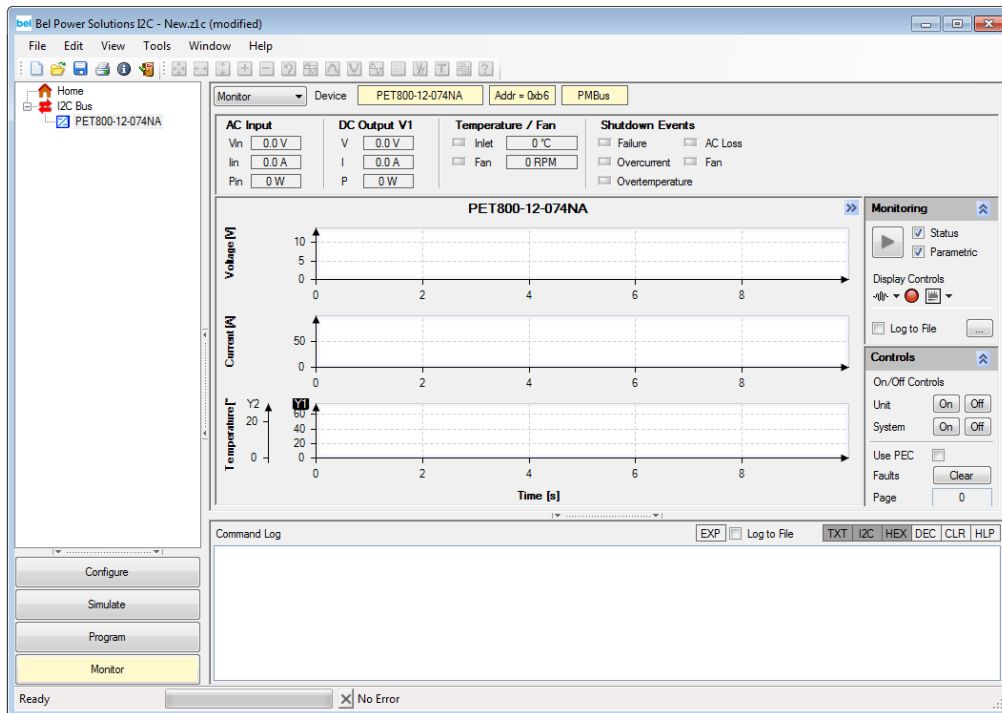 bel Bel Power Solutions I2C - New.z1c (modified)
File Edit View Tools Window Help
Home
I2C Bus
PET800-12-074NA
Monitor Device PET800-12-074NA Addr = 0xb6 PMBus
AC Input DC Output V1 Temperature / Fan Shutdown Events
Vin 0.0 V V 0.0 V Inlet 0 °C Failure AC Loss
Iin 0.0 A I 0.0 A Fan 0 RPM Overcurrent Fan
Pin 0 W P 0 W Overtemperature
PET800-12-074NA
Voltage [V]
10
5
0
0 2 4 6 8
Current [A]
50
0
0 2 4 6 8
Temperature [°
Y2 Y1
20
0
60
40
20
0
0 2 4 6 8
Time [s]
Monitoring
Status
Parametric
Display Controls
Log to File ...
Controls
On/Off Controls
Unit On Off
System On Off
Use PEC
Faults Clear
Page 0
Command Log EXP Log to File TXT I2C HEX DEC CLR HLP
Configure
Simulate
Program
Monitor
Ready No Error